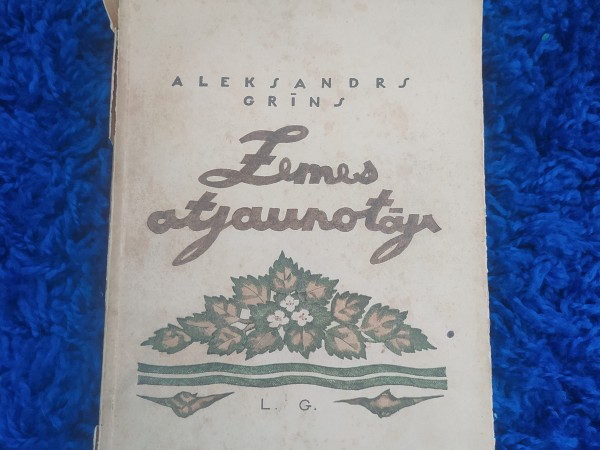 ALEKSANDRS
GRĪNS
Zemes
atjaunotājs
L. G.